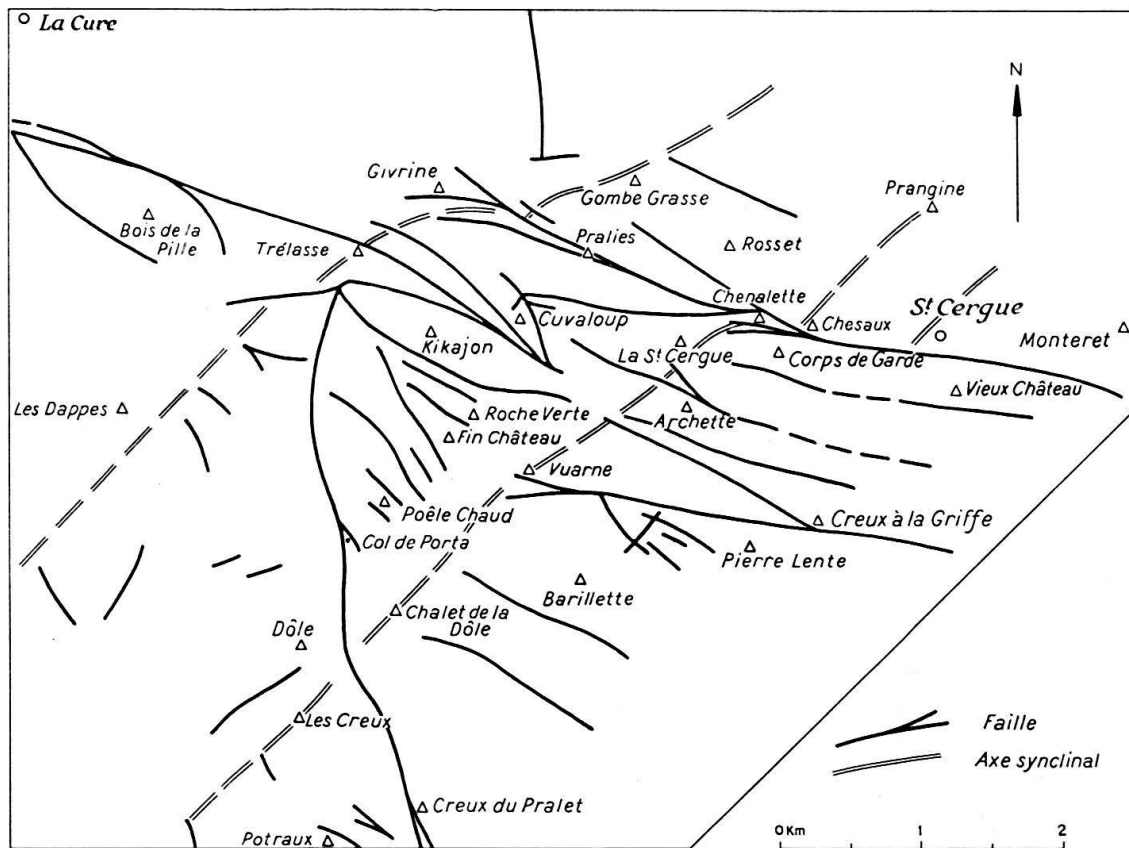 La Cure
N
Givrine
Gombe Grasse
Prangine
Bois de la
Pille
Trélasse
Pralies
Rosset
Chenalette
St Cergue
Cuvaloup
Chesaux
Monteret
Kikajon
La St Cergue
Corps de Garde
Vieux Château
Les Dappes
Roche Verte
Archette
Fin Château
Vuarne
Poêle Chaud
Creux à la Griffe
Col de Porta
Pierre Lente
Barillette
Chalet de la
Dôle
Dôle
Les Creux
Faille
Axe synclinal
Creux du Pralet
Potraux
0 Km 1 2